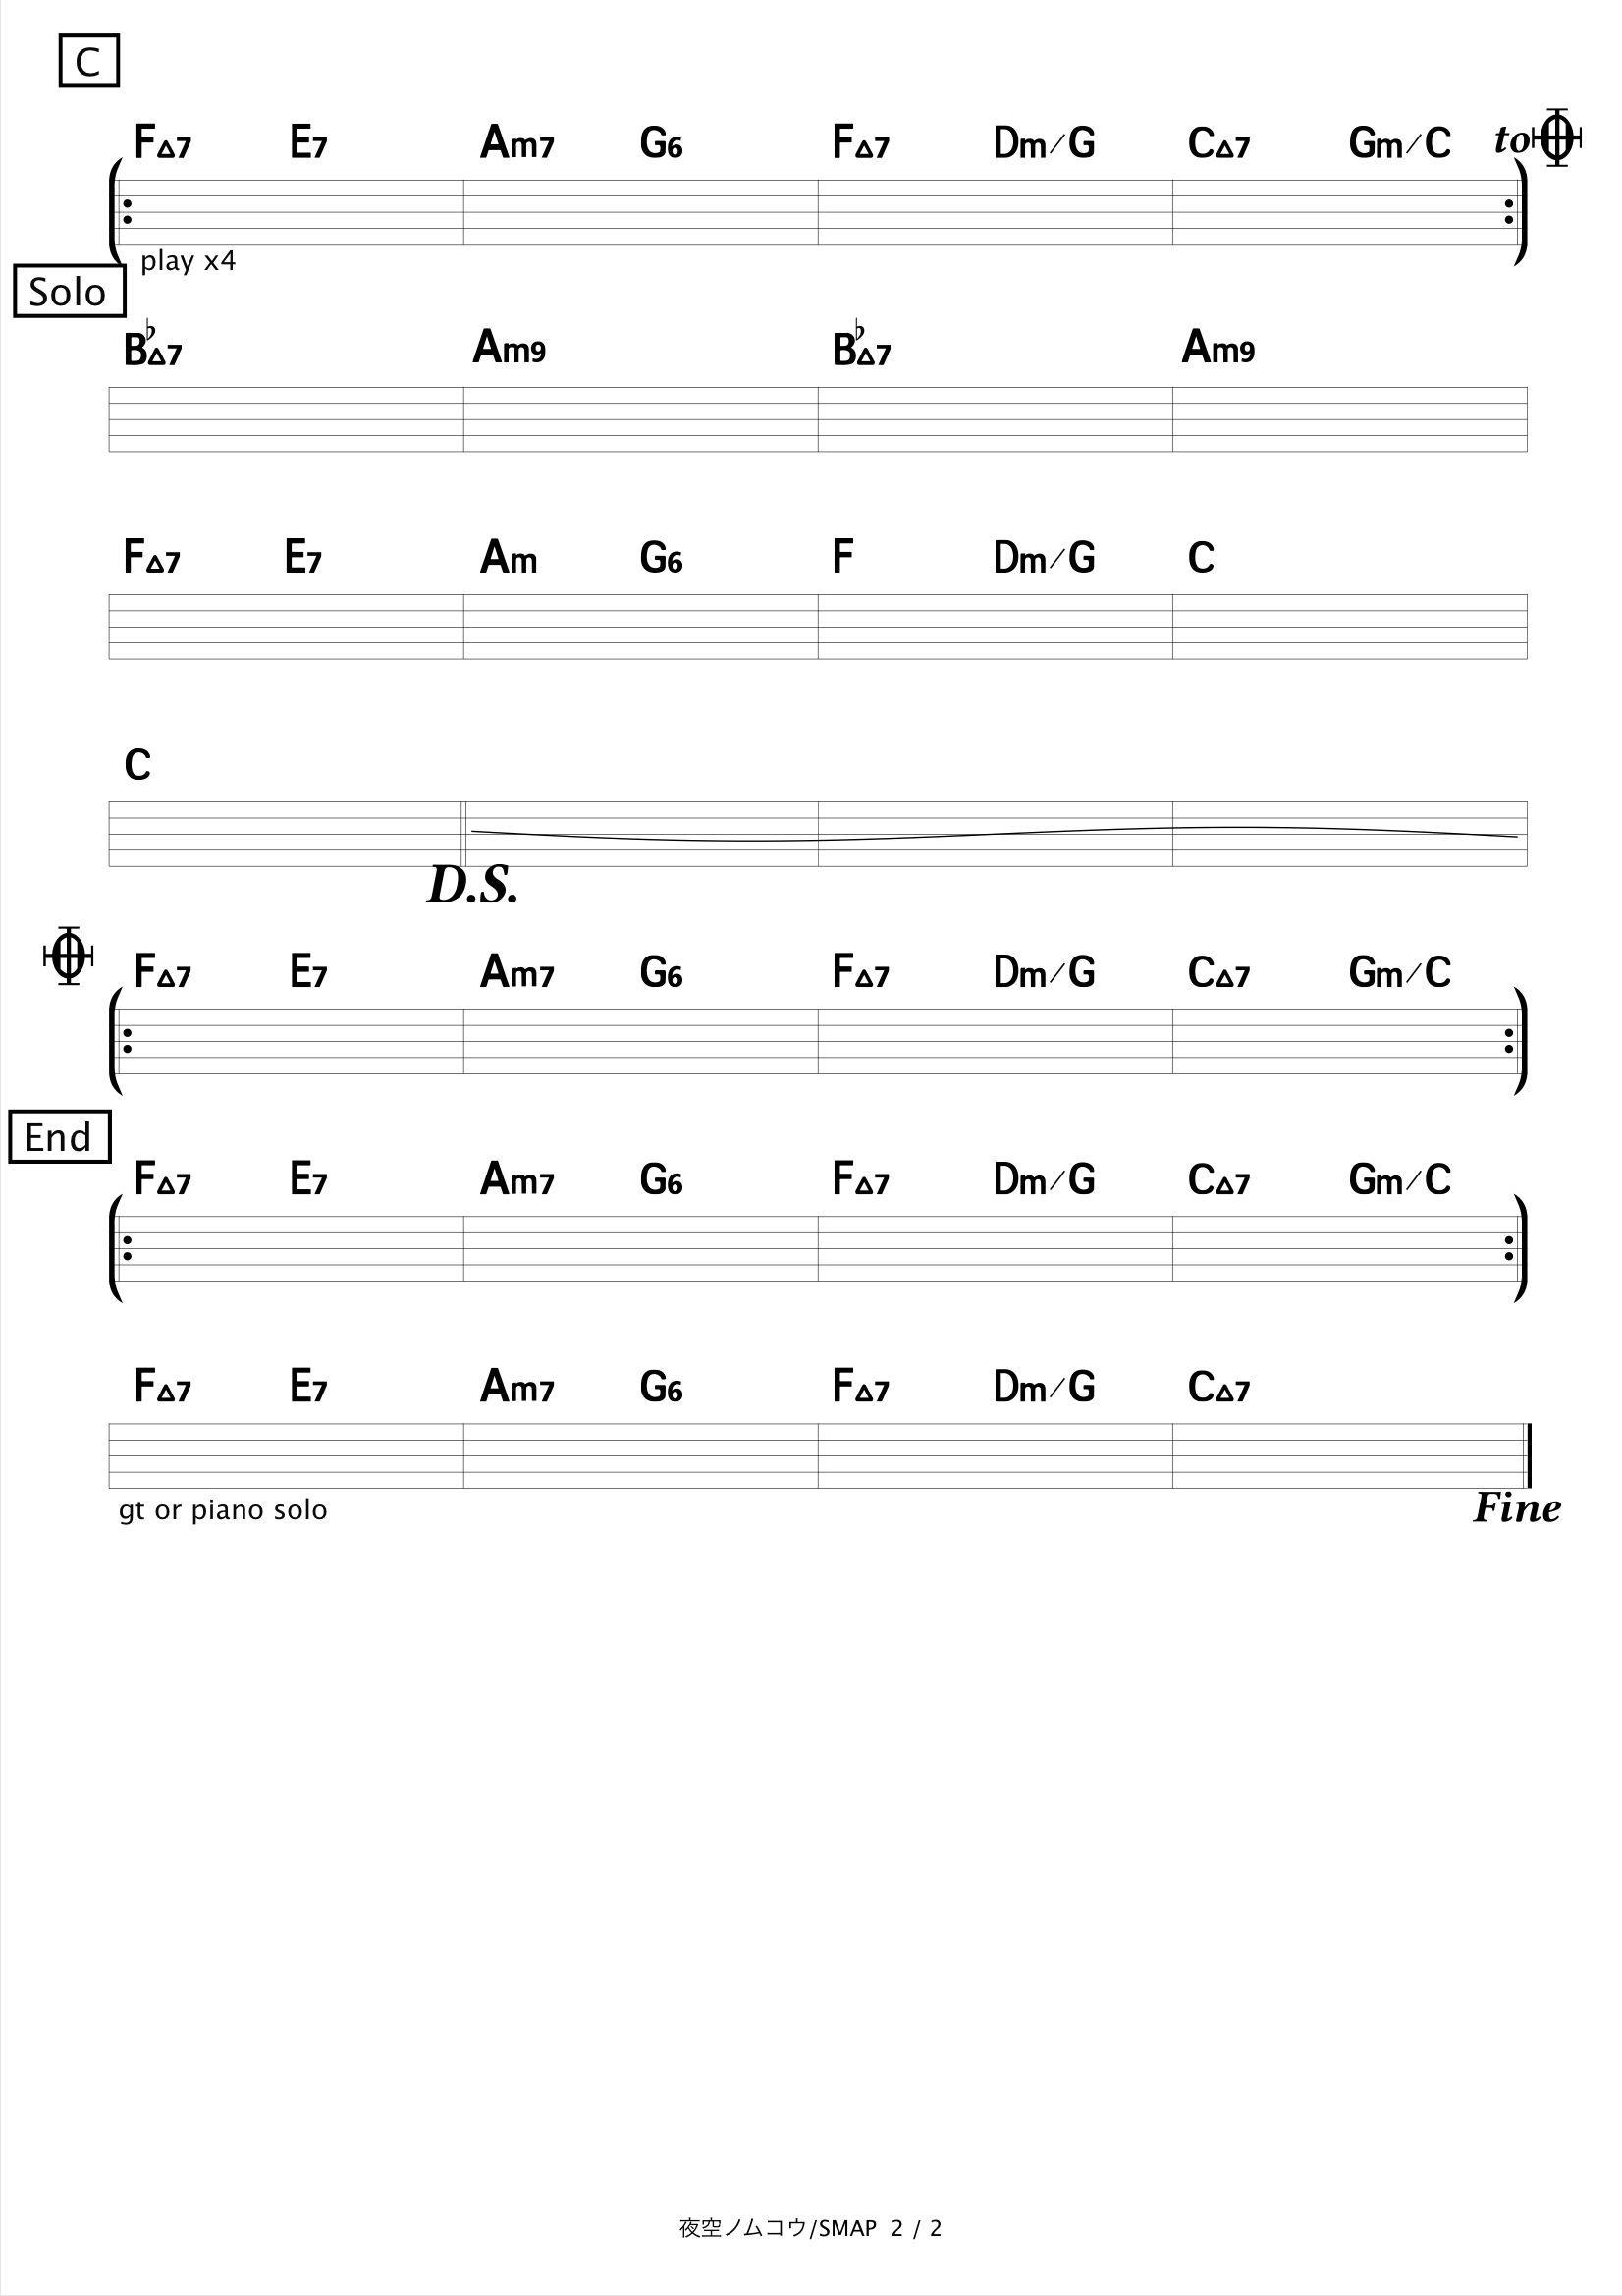 C
F△7 E7 Am7 G6 F△7 Dm/G C△7 Gm/C to
play x4
Solo
B♭△7 Am9 B♭△7 Am9
F△7 E7 Am G6 F Dm/G C
C
D.S.
F△7 E7 Am7 G6 F△7 Dm/G C△7 Gm/C
End
F△7 E7 Am7 G6 F△7 Dm/G C△7 Gm/C
F△7 E7 Am7 G6 F△7 Dm/G C△7
gt or piano solo
Fine
夜空ノムコウ/SMAP 2 / 2